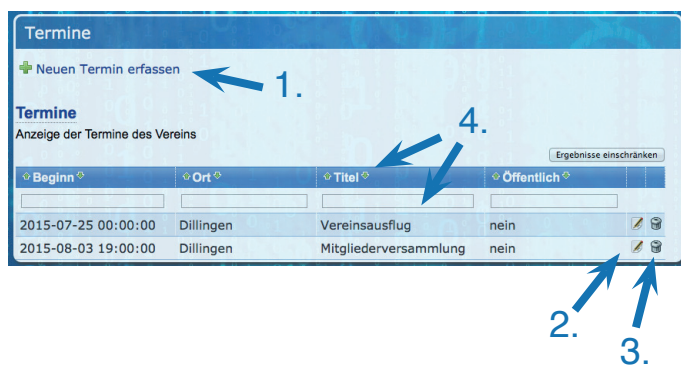 Termine
Neuen Termin erfassen
1.
Termine
4.
Anzeige der Termine des Vereins
Ergebnisse einschränken
Beginn Ort Titel Öffentlich
2015-07-25 00:00:00 Dillingen Vereinsausflug nein
2015-08-03 19:00:00 Dillingen Mitgliederversammlung nein
2.
3.